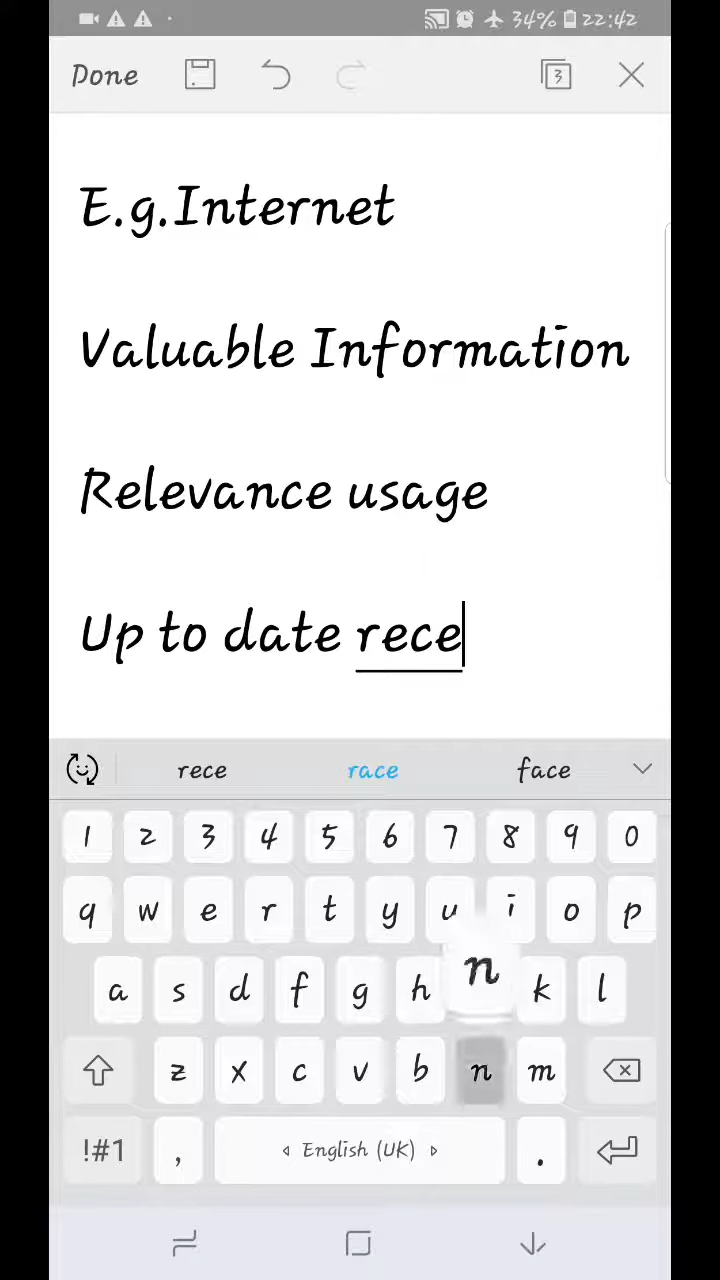 34% 22:42
Done 3
E.g.Internet
Valuable Information
Relevance usage
Up to date rece
rece race face
1 2 3 4 5 6 7 8 9 0
q w e r t y u i o p
a s d f g h n k l
z x c v b n m
!#1 , English (UK) .